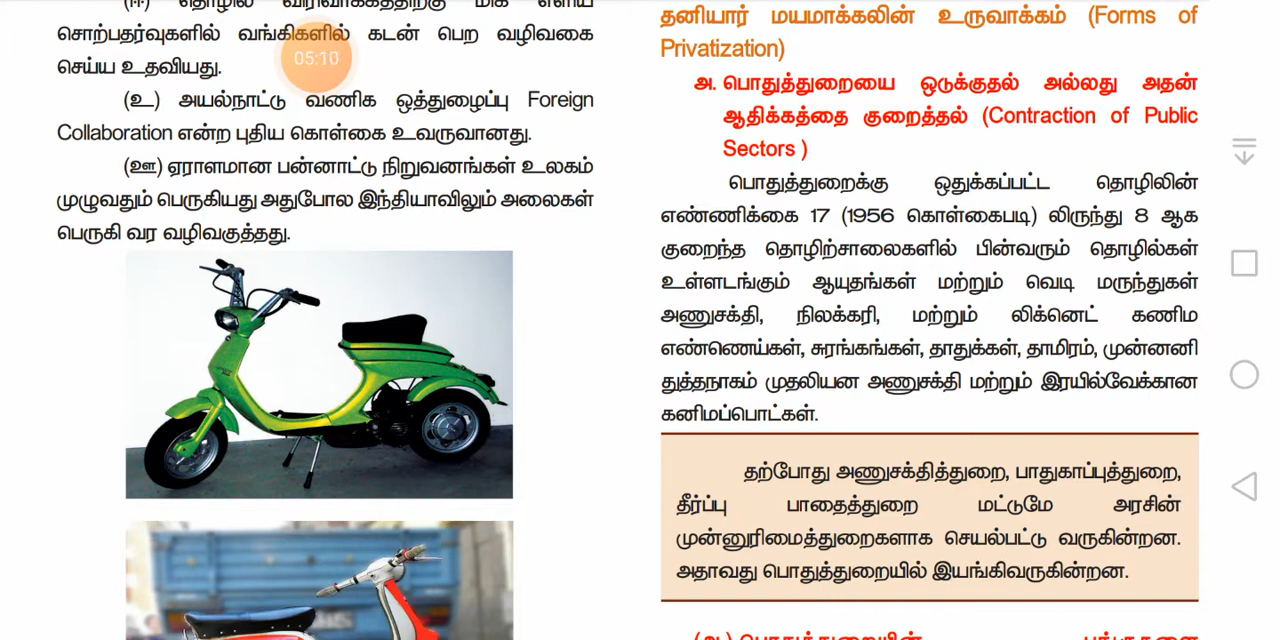 (ஈ) தொழில் விரிவாக்கத்திற்கு மிக எளிய
சொற்பதர்வுகளில் வங்கிகளில் கடன் பெற வழிவகை
செய்ய உதவியது.
05:10
(உ) அயல்நாட்டு வணிக ஒத்துழைப்பு Foreign
Collaboration என்ற புதிய கொள்கை உவருவானது.
(ஊ) ஏராளமான பன்னாட்டு நிறுவனங்கள் உலகம்
முழுவதும் பெருகியது அதுபோல இந்தியாவிலும் அலைகள்
பெருகி வர வழிவகுத்தது.
தனியார் மயமாக்கலின் உருவாக்கம் (Forms of
Privatization)
அ. பொதுத்துறையை ஒடுக்குதல் அல்லது அதன்
ஆதிக்கத்தை குறைத்தல் (Contraction of Public
Sectors )
பொதுத்துறைக்கு ஒதுக்கப்பட்ட தொழிலின்
எண்ணிக்கை 17 (1956 கொள்கைபடி) லிருந்து 8 ஆக
குறைந்த தொழிற்சாலைகளில் பின்வரும் தொழில்கள்
உள்ளடங்கும் ஆயுதங்கள் மற்றும் வெடி மருந்துகள்
அணுசக்தி, நிலக்கரி, மற்றும் லிக்னெட் கணிம
எண்ணெய்கள், சுரங்கங்கள், தாதுக்கள், தாமிரம், முன்னனி
துத்தநாகம் முதலியன அணுசக்தி மற்றும் இரயில்வேக்கான
கனிமப்பொட்கள்.
தற்போது அணுசக்தித்துறை, பாதுகாப்புத்துறை,
தீர்ப்பு பாதைத்துறை மட்டுமே அரசின்
முன்னுரிமைத்துறைகளாக செயல்பட்டு வருகின்றன.
அதாவது பொதுத்துறையில் இயங்கிவருகின்றன.
(ஆ) பொதுத்துறையின் பங்குகளை